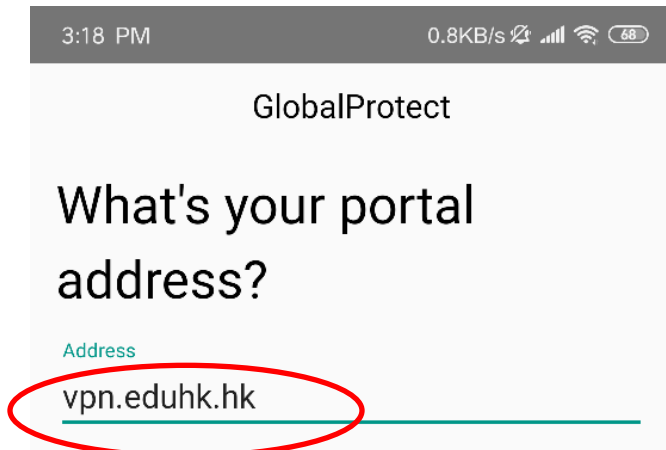 3:18 PM 0.8KB/s 68
GlobalProtect
What's your portal
address?
Address
vpn.eduhk.hk